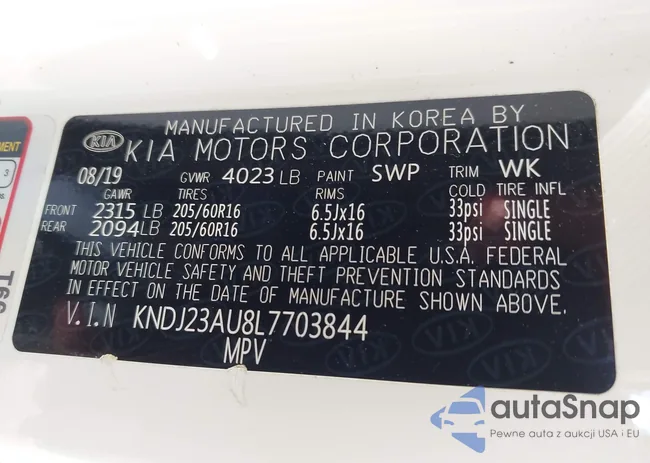 MANUFACTURED IN KOREA BY
KIA KIA MOTORS CORPORATION
08/19 GVWR 4023 LB PAINT SWP TRIM WK
GAWR TIRES RIMS COLD TIRE INFL
FRONT 2315 LB 205/60R16 6.5Jx16 33psi SINGLE
REAR 2094 LB 205/60R16 6.5Jx16 33psi SINGLE
THIS VEHICLE CONFORMS TO ALL APPLICABLE U.S.A. FEDERAL
MOTOR VEHICLE SAFETY AND THEFT PREVENTION STANDARDS
IN EFFECT ON THE DATE OF MANUFACTURE SHOWN ABOVE.
V.I.N KNDJ23AU8L7703844
MPV
3
autaSnap
Pewne auta z aukcji USA i EU